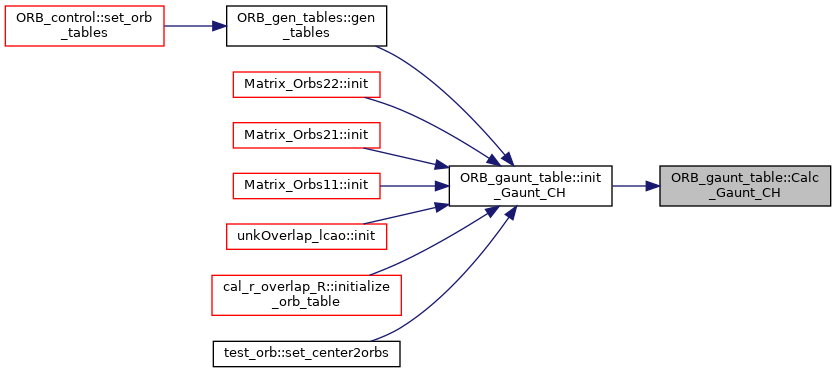 ORB_control::set_orb
_tables
ORB_gen_tables::gen
_tables
Matrix_Orbs22::init
Matrix_Orbs21::init
Matrix_Orbs11::init
unkOverlap_lcao::init
cal_r_overlap_R::initialize
_orb_table
test_orb::set_center2orbs
ORB_gaunt_table::init
_Gaunt_CH
ORB_gaunt_table::Calc
_Gaunt_CH